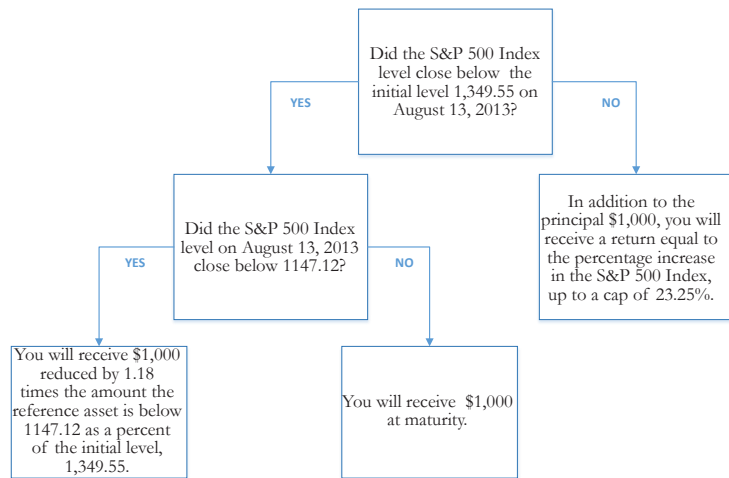 Did the S&P 500 Index
level close below the
initial level 1,349.55 on
August 13, 2013?
YES
NO
Did the S&P 500 Index
level on August 13, 2013
close below 1147.12?
In addition to the
principal $1,000, you will
receive a return equal to
the percentage increase
in the S&P 500 Index,
up to a cap of 23.25%.
YES
NO
You will receive $1,000
reduced by 1.18
times the amount the
reference asset is below
1147.12 as a percent
of the initial level,
1,349.55.
You will receive $1,000
at maturity.